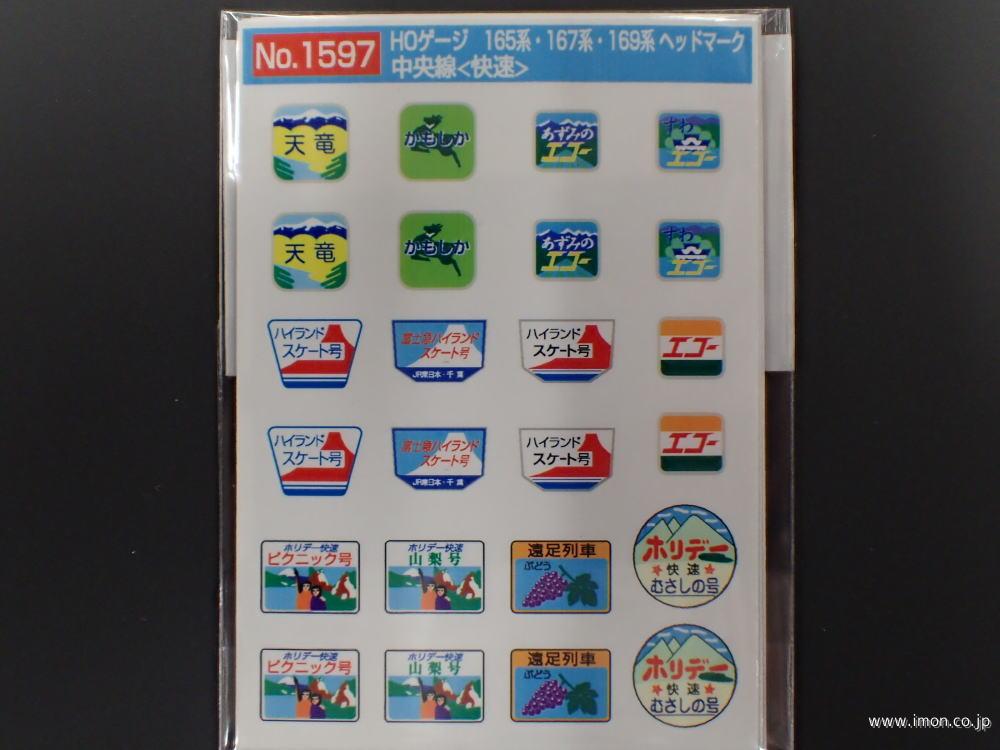 No.1597
HOゲージ 165系・167系・169系 ヘッドマーク
中央線<快速>
天竜
かもしか
あずみの
エコー
すわ
エコー
天竜
かもしか
あずみの
エコー
すわ
エコー
ハイランド
スケート号
富士急ハイランド
スケート号
JR東日本・千葉
ハイランド
スケート号
エコー
ハイランド
スケート号
富士急ハイランド
スケート号
JR東日本・千葉
ハイランド
スケート号
エコー
ホリデー快速
ピクニック号
ホリデー快速
山梨号
遠足列車
ぶどう
ホリデー
快速
むさしの号
ホリデー快速
ピクニック号
ホリデー快速
山梨号
遠足列車
ぶどう
ホリデー
快速
むさしの号
www.imon.co.jp